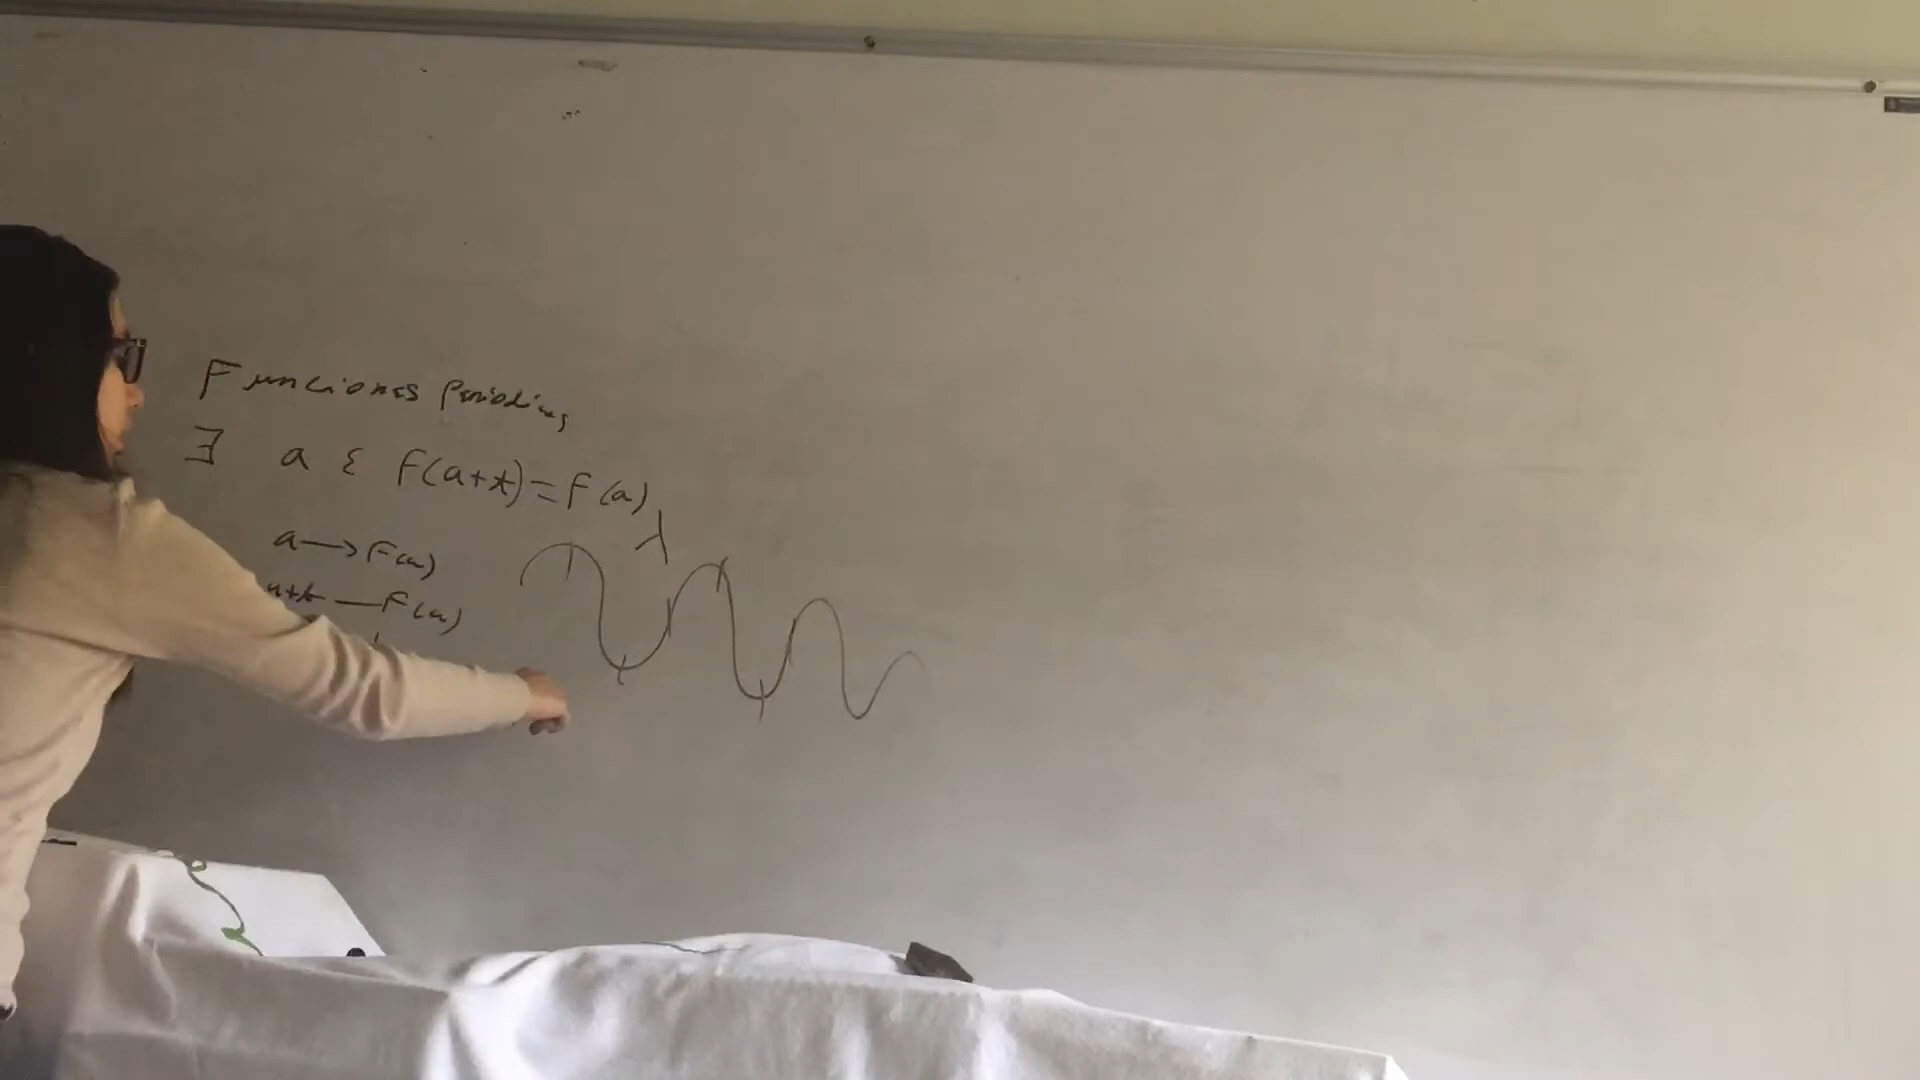 Funciones Periodicas
∃ a ε F(a+t)=F(a)
λ
a → F(a)
a+t — F(a)